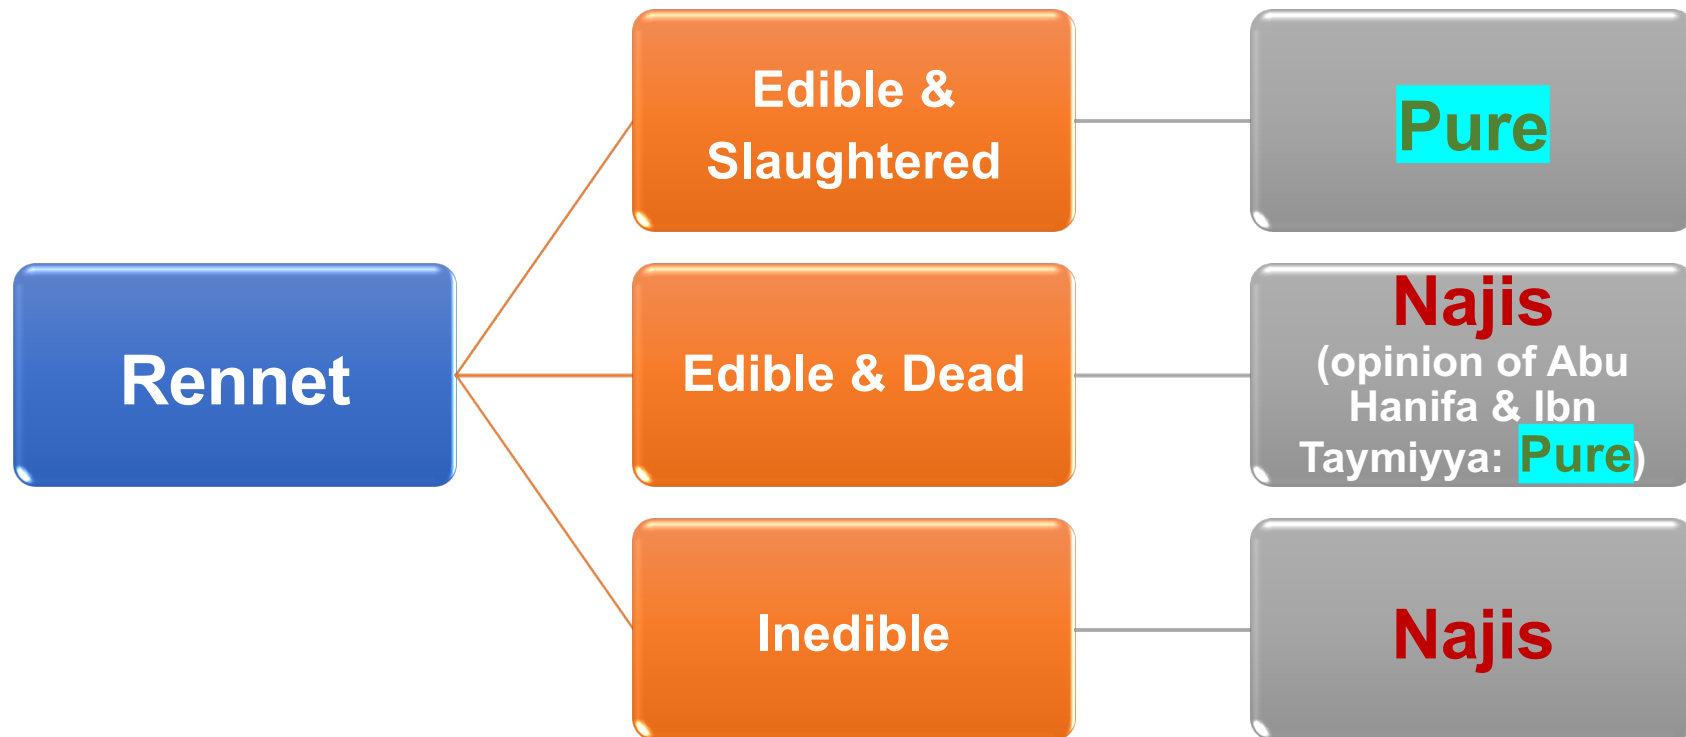 Rennet
Edible &
Slaughtered
Pure
Edible & Dead
Najis
(opinion of Abu
Hanifa & Ibn
Taymiyya: Pure)
Inedible
Najis